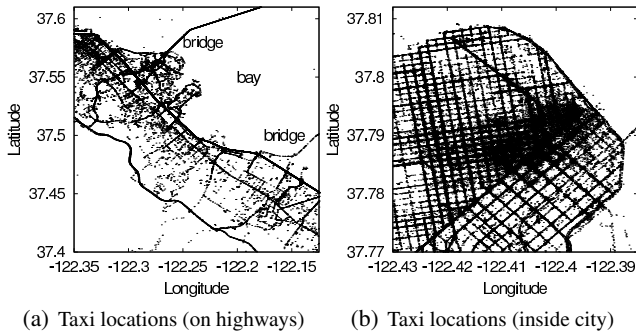 37.6
37.55
37.5
37.45
37.4
Latitude
bridge
bay
bridge
-122.35 -122.3 -122.25 -122.2 -122.15
Longitude
(a) Taxi locations (on highways)
37.81
37.8
37.79
37.78
37.77
Latitude
-122.43 -122.42 -122.41 -122.4 -122.39
Longitude
(b) Taxi locations (inside city)